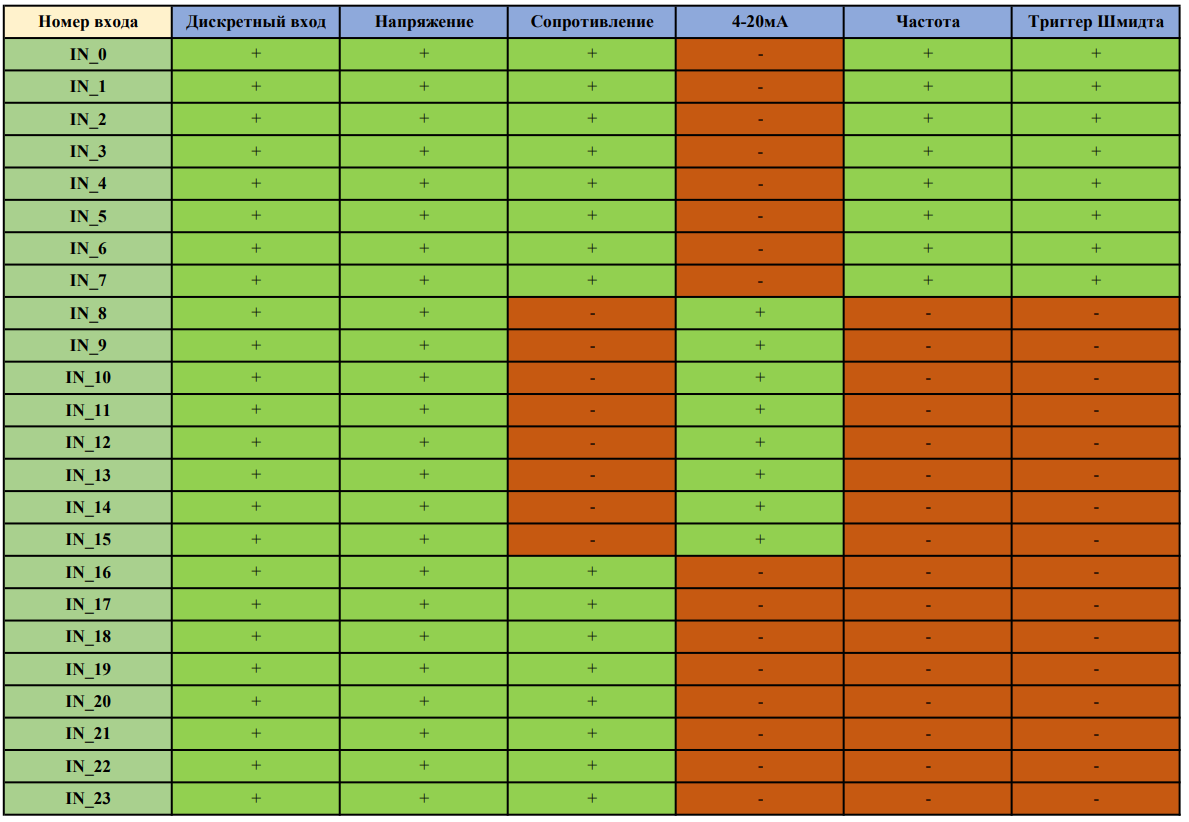 Номер входа Дискретный вход Напряжение Сопротивление 4-20мА Частота Триггер Шмидта
IN_0 + + + - + +
IN_1 + + + - + +
IN_2 + + + - + +
IN_3 + + + - + +
IN_4 + + + - + +
IN_5 + + + - + +
IN_6 + + + - + +
IN_7 + + + - + +
IN_8 + + - + - -
IN_9 + + - + - -
IN_10 + + - + - -
IN_11 + + - + - -
IN_12 + + - + - -
IN_13 + + - + - -
IN_14 + + - + - -
IN_15 + + - + - -
IN_16 + + + - - -
IN_17 + + + - - -
IN_18 + + + - - -
IN_19 + + + - - -
IN_20 + + + - - -
IN_21 + + + - - -
IN_22 + + + - - -
IN_23 + + + - - -